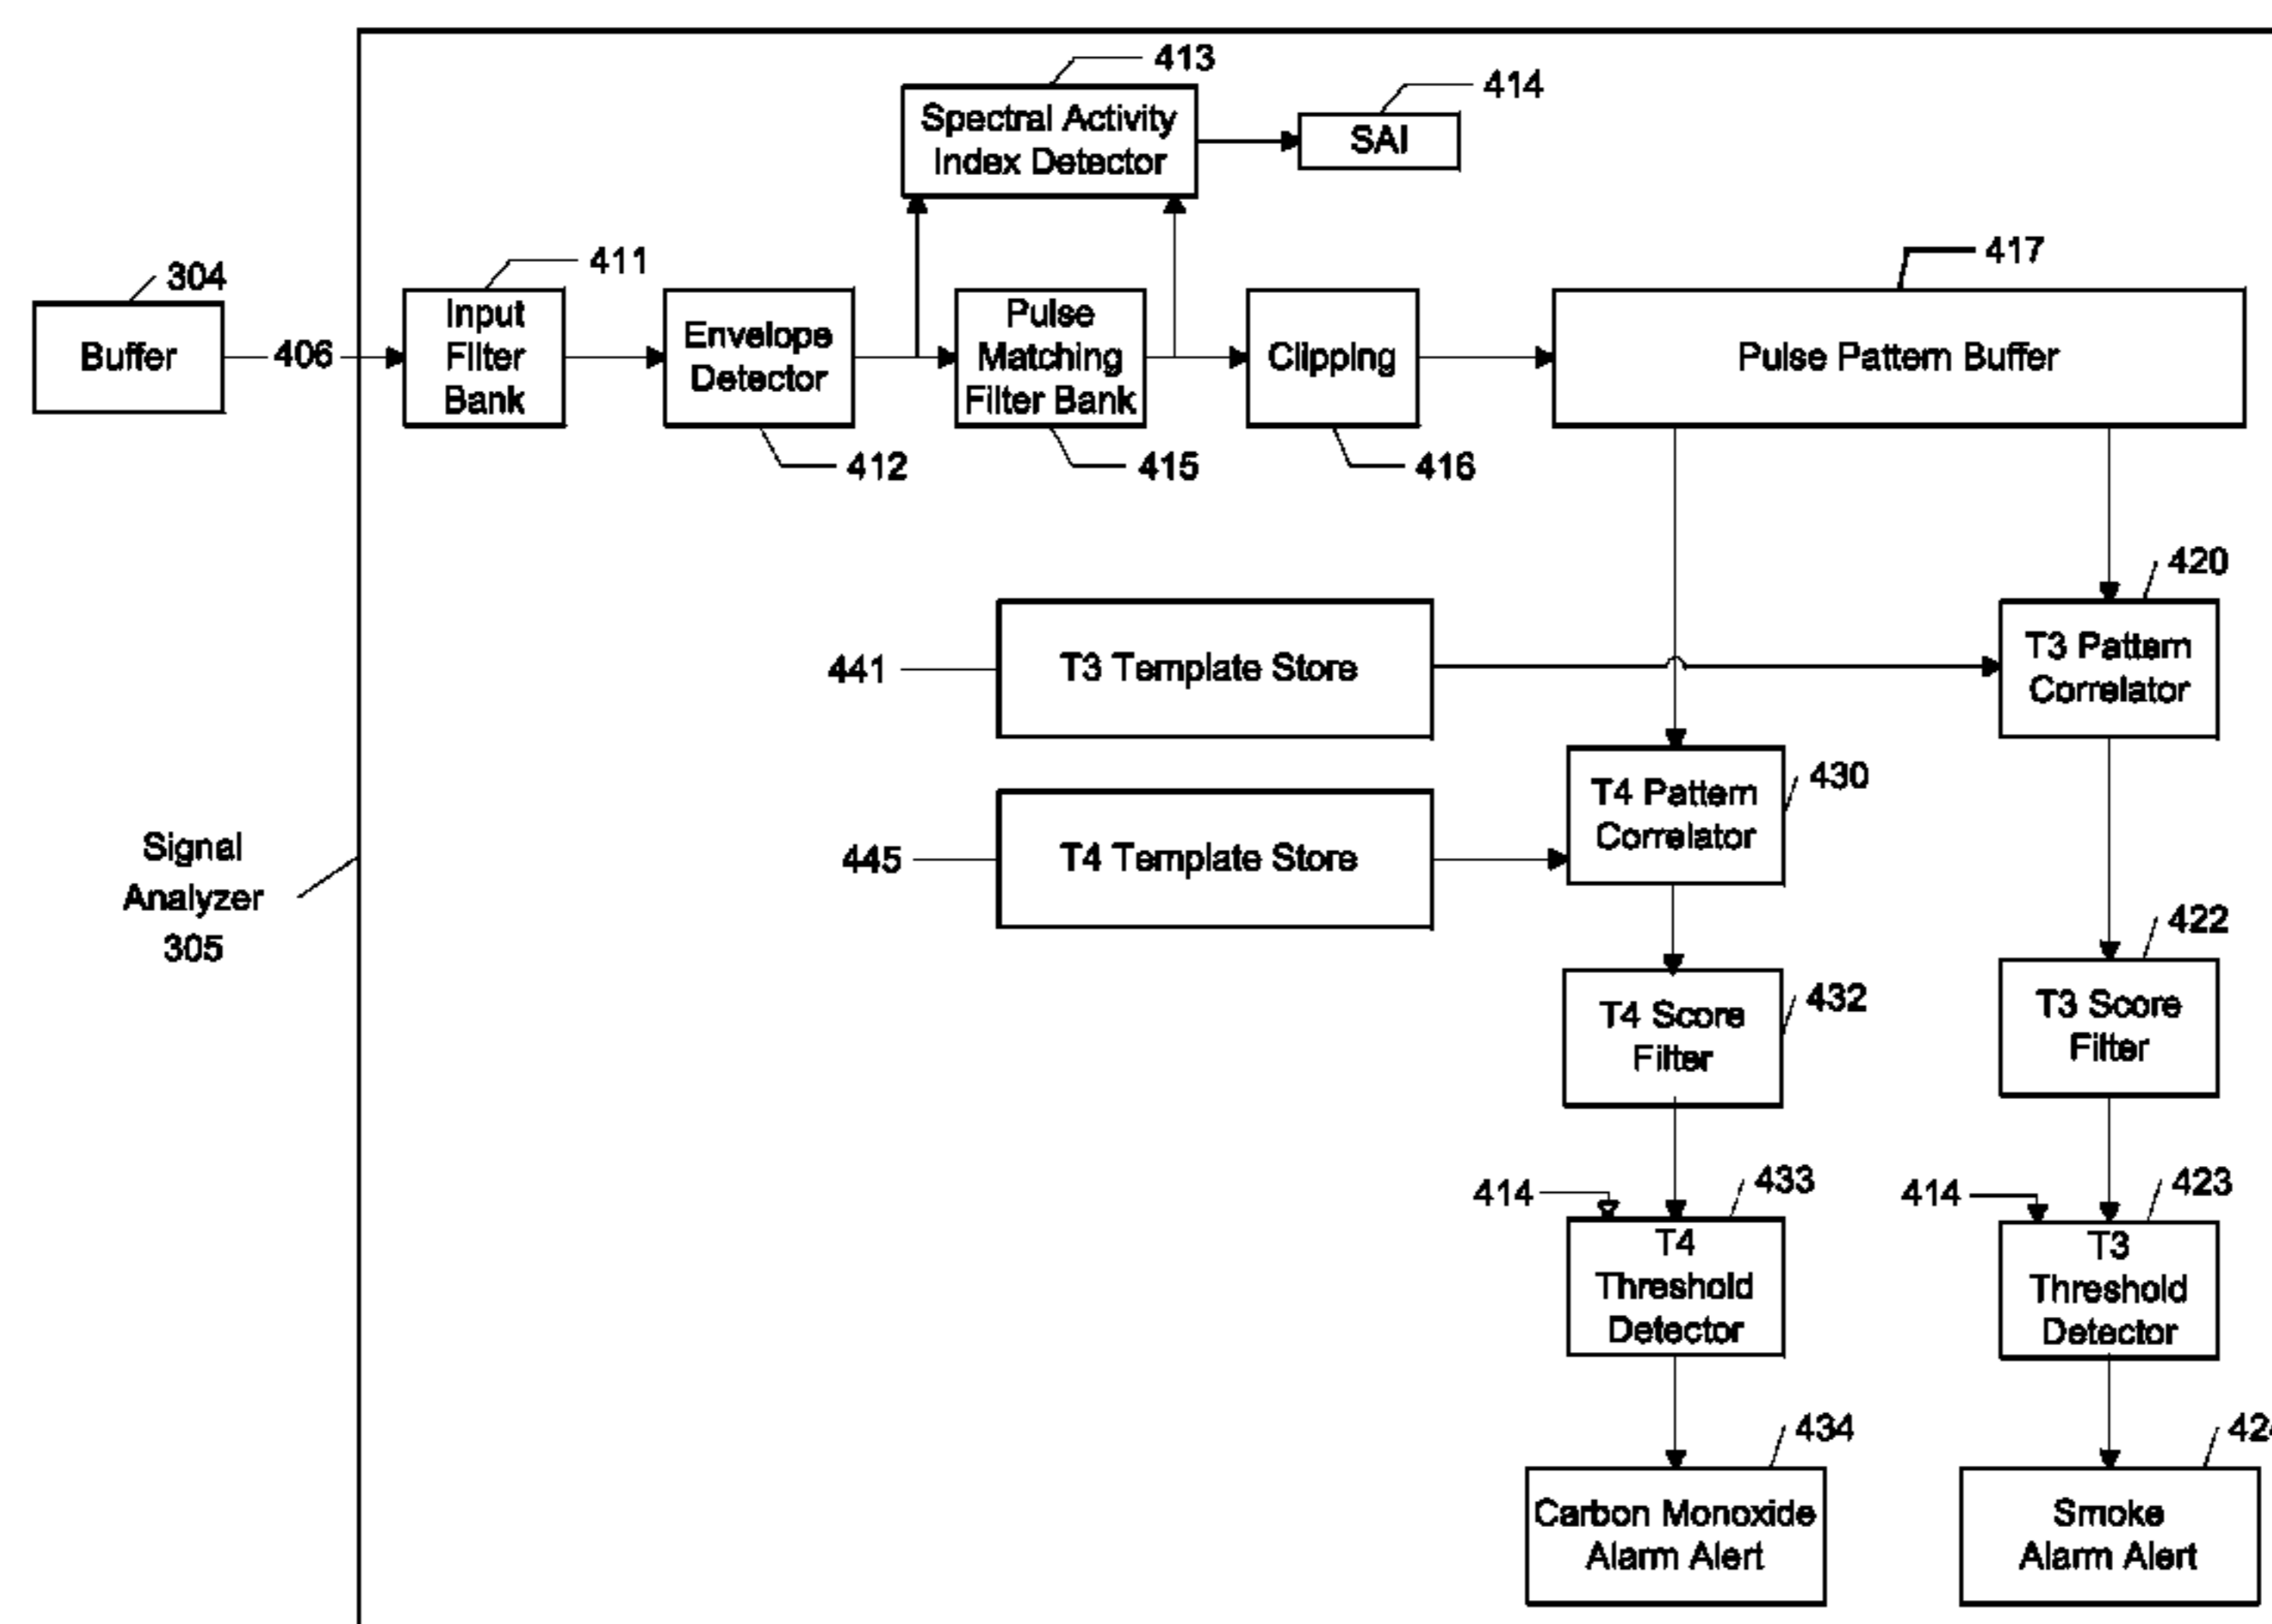 413
414
Spectral Activity
Index Detector
SAI
304
411
417
Buffer
406
Input
Filter
Bank
Envelope
Detector
Pulse
Matching
Filter Bank
Clipping
Pulse Pattern Buffer
412
415
416
420
441
T3 Template Store
T3 Pattern
Correlator
430
T4 Pattern
Correlator
445
T4 Template Store
Signal
Analyzer
305
422
432
T4 Score
Filter
T3 Score
Filter
414
433
414
423
T4
Threshold
Detector
T3
Threshold
Detector
434
Carbon Monoxide
Alarm Alert
Smoke
Alarm Alert